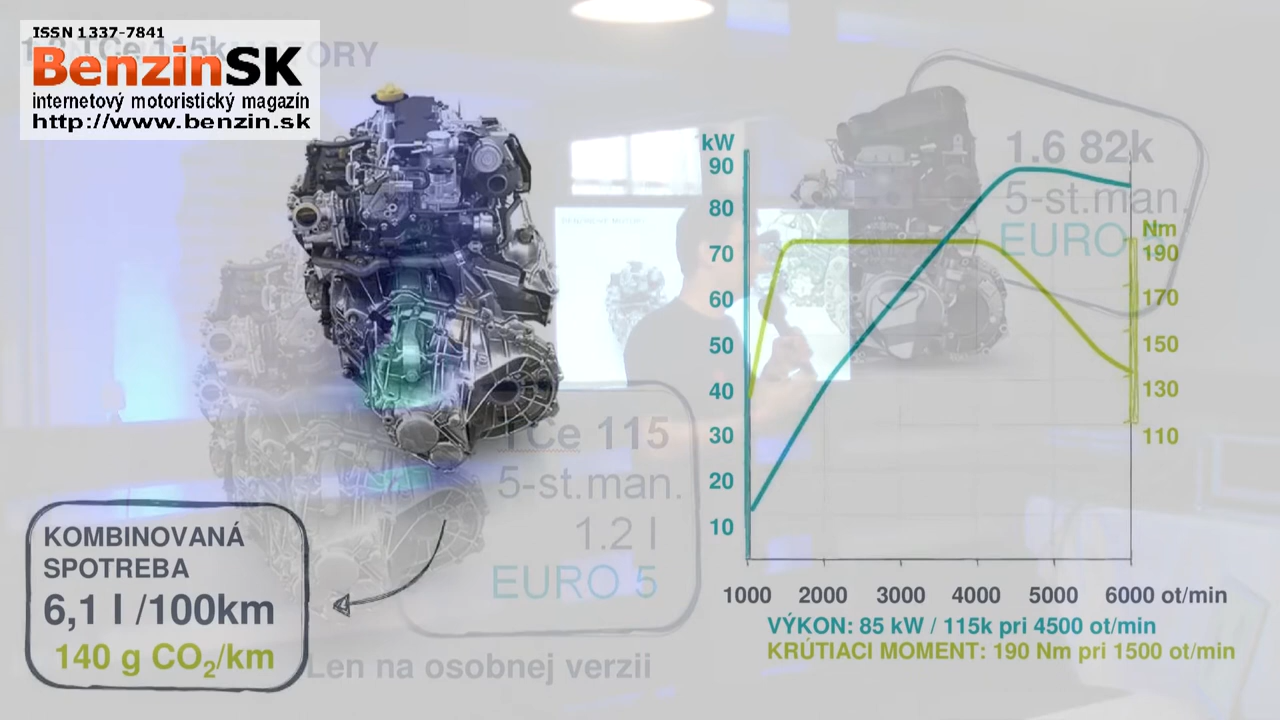 ISSN 1337-7841
BenzinSK
internetový motoristický magazín
http://www.benzin.sk
TCe 115k
ORY
1.6 82k
5-st.man.
EURO
kW
90
80
70
60
50
40
30
20
10
Nm
190
170
150
130
110
1000 2000 3000 4000 5000 6000 ot/min
VÝKON: 85 kW / 115k pri 4500 ot/min
KRÚTIACI MOMENT: 190 Nm pri 1500 ot/min
TCe 115
5-st.man.
1.2 l
EURO 5
Len na osobnej verzii
KOMBINOVANÁ
SPOTREBA
6,1 l /100km
140 g CO₂/km